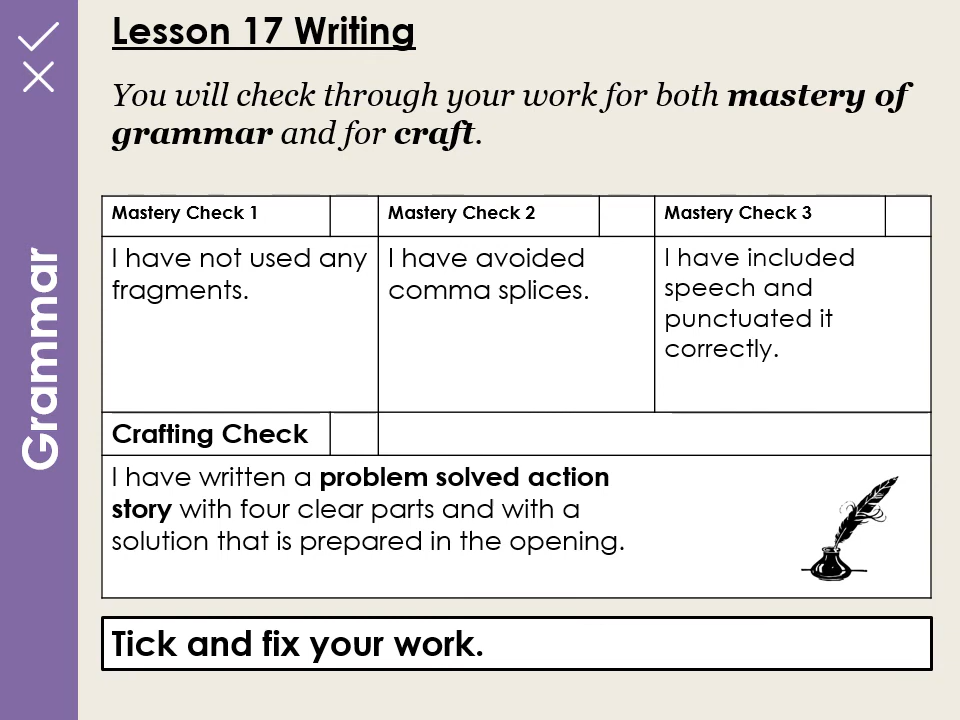 Grammar
Lesson 17 Writing
You will check through your work for both mastery of
grammar and for craft.
Mastery Check 1
Mastery Check 2
Mastery Check 3
I have not used any
fragments.
I have avoided
comma splices.
I have included
speech and
punctuated it
correctly.
Crafting Check
I have written a problem solved action
story with four clear parts and with a
solution that is prepared in the opening.
Tick and fix your work.